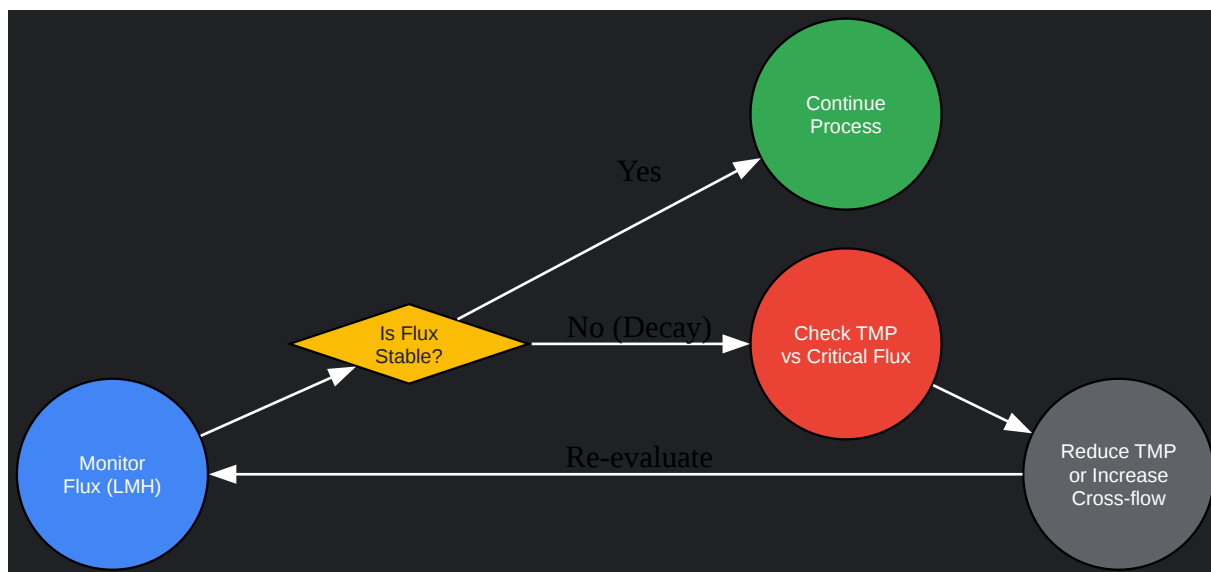 Continue
Process
Yes
Is Flux
Stable?
No (Decay)
Check TMP
vs Critical Flux
Monitor
Flux (LMH)
Re-evaluate
Reduce TMP
or Increase
Cross-flow